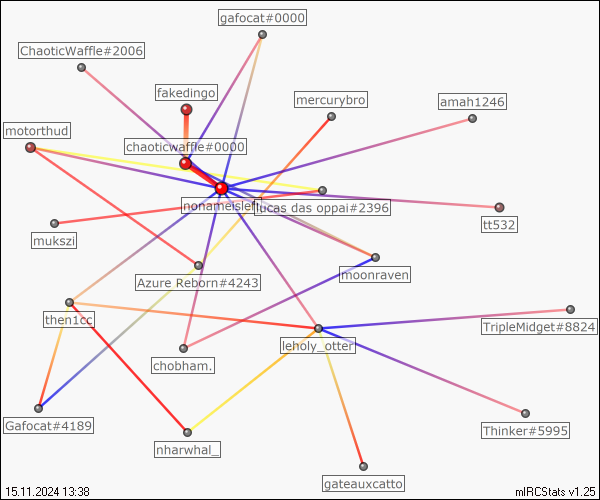 gafocat#0000
ChaoticWaffle#2006
fakedingo
mercurybro
amah1246
motorthud
chaoticwaffle#0000
nonameisleft
lucas das oppai#2396
tt532
mukszi
moonraven
Azure Reborn#4243
then1cc
TripleMidget#8824
leholy_otter
chobham.
Gafocat#4189
Thinker#5995
nharwhal_
gateauxcatto
15.11.2024 13:38
mIRCStats v1.25